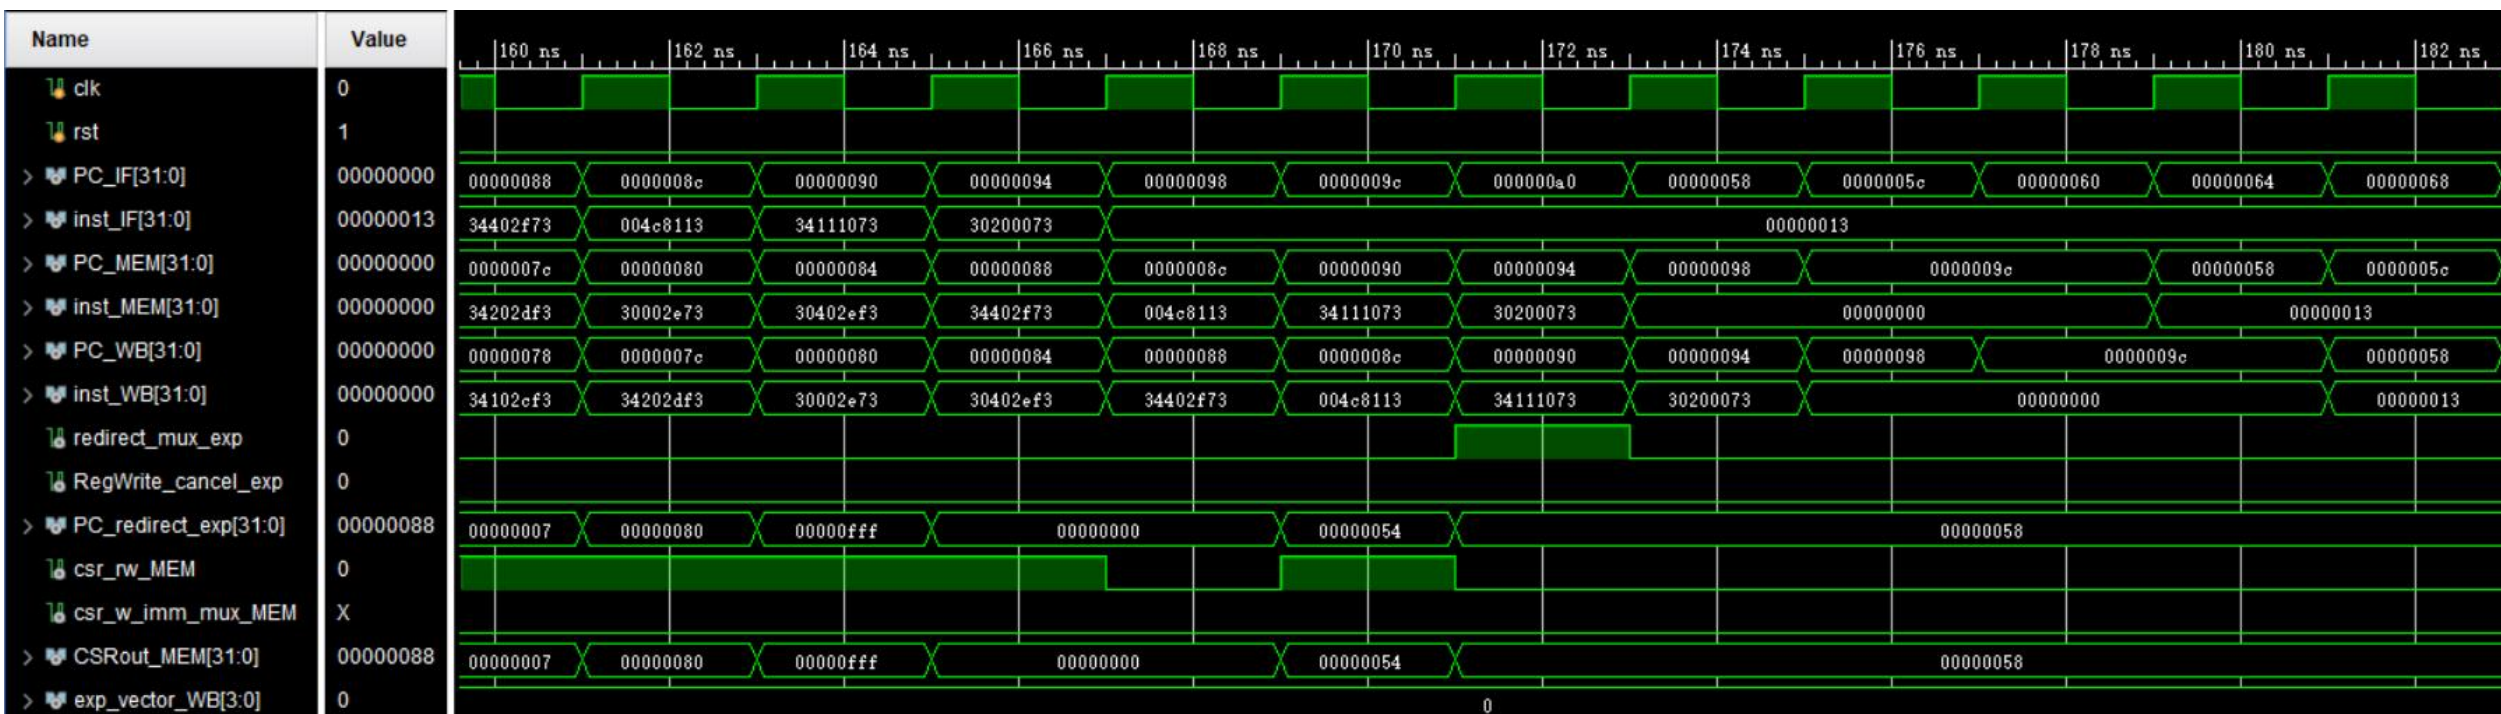 Name Value 160 ns 162 ns 164 ns 166 ns 168 ns 170 ns 172 ns 174 ns 176 ns 178 ns 180 ns 182 ns
clk 0
rst 1
> PC_IF[31:0] 00000000 00000088 0000008c 00000090 00000094 00000098 0000009c 000000a0 00000058 0000005c 00000060 00000064 00000068
> inst_IF[31:0] 00000013 34402f73 004c8113 34111073 30200073 00000013
> PC_MEM[31:0] 00000000 0000007c 00000080 00000084 00000088 0000008c 00000090 00000094 00000098 0000009c 00000058 0000005c
> inst_MEM[31:0] 00000000 34202df3 30002e73 30402ef3 34402f73 004c8113 34111073 30200073 00000000 00000013
> PC_WB[31:0] 00000000 00000078 0000007c 00000080 00000084 00000088 0000008c 00000090 00000094 00000098 0000009c 00000058
> inst_WB[31:0] 00000000 34102cf3 34202df3 30002e73 30402ef3 34402f73 004c8113 34111073 30200073 00000000 00000013
redirect_mux_exp 0
RegWrite_cancel_exp 0
> PC_redirect_exp[31:0] 00000088 00000007 00000080 00000fff 00000000 00000054 00000058
csr_rw_MEM 0
csr_w_imm_mux_MEM X
> CSRout_MEM[31:0] 00000088 00000007 00000080 00000fff 00000000 00000054 00000058
> exp_vector_WB[3:0] 0 0